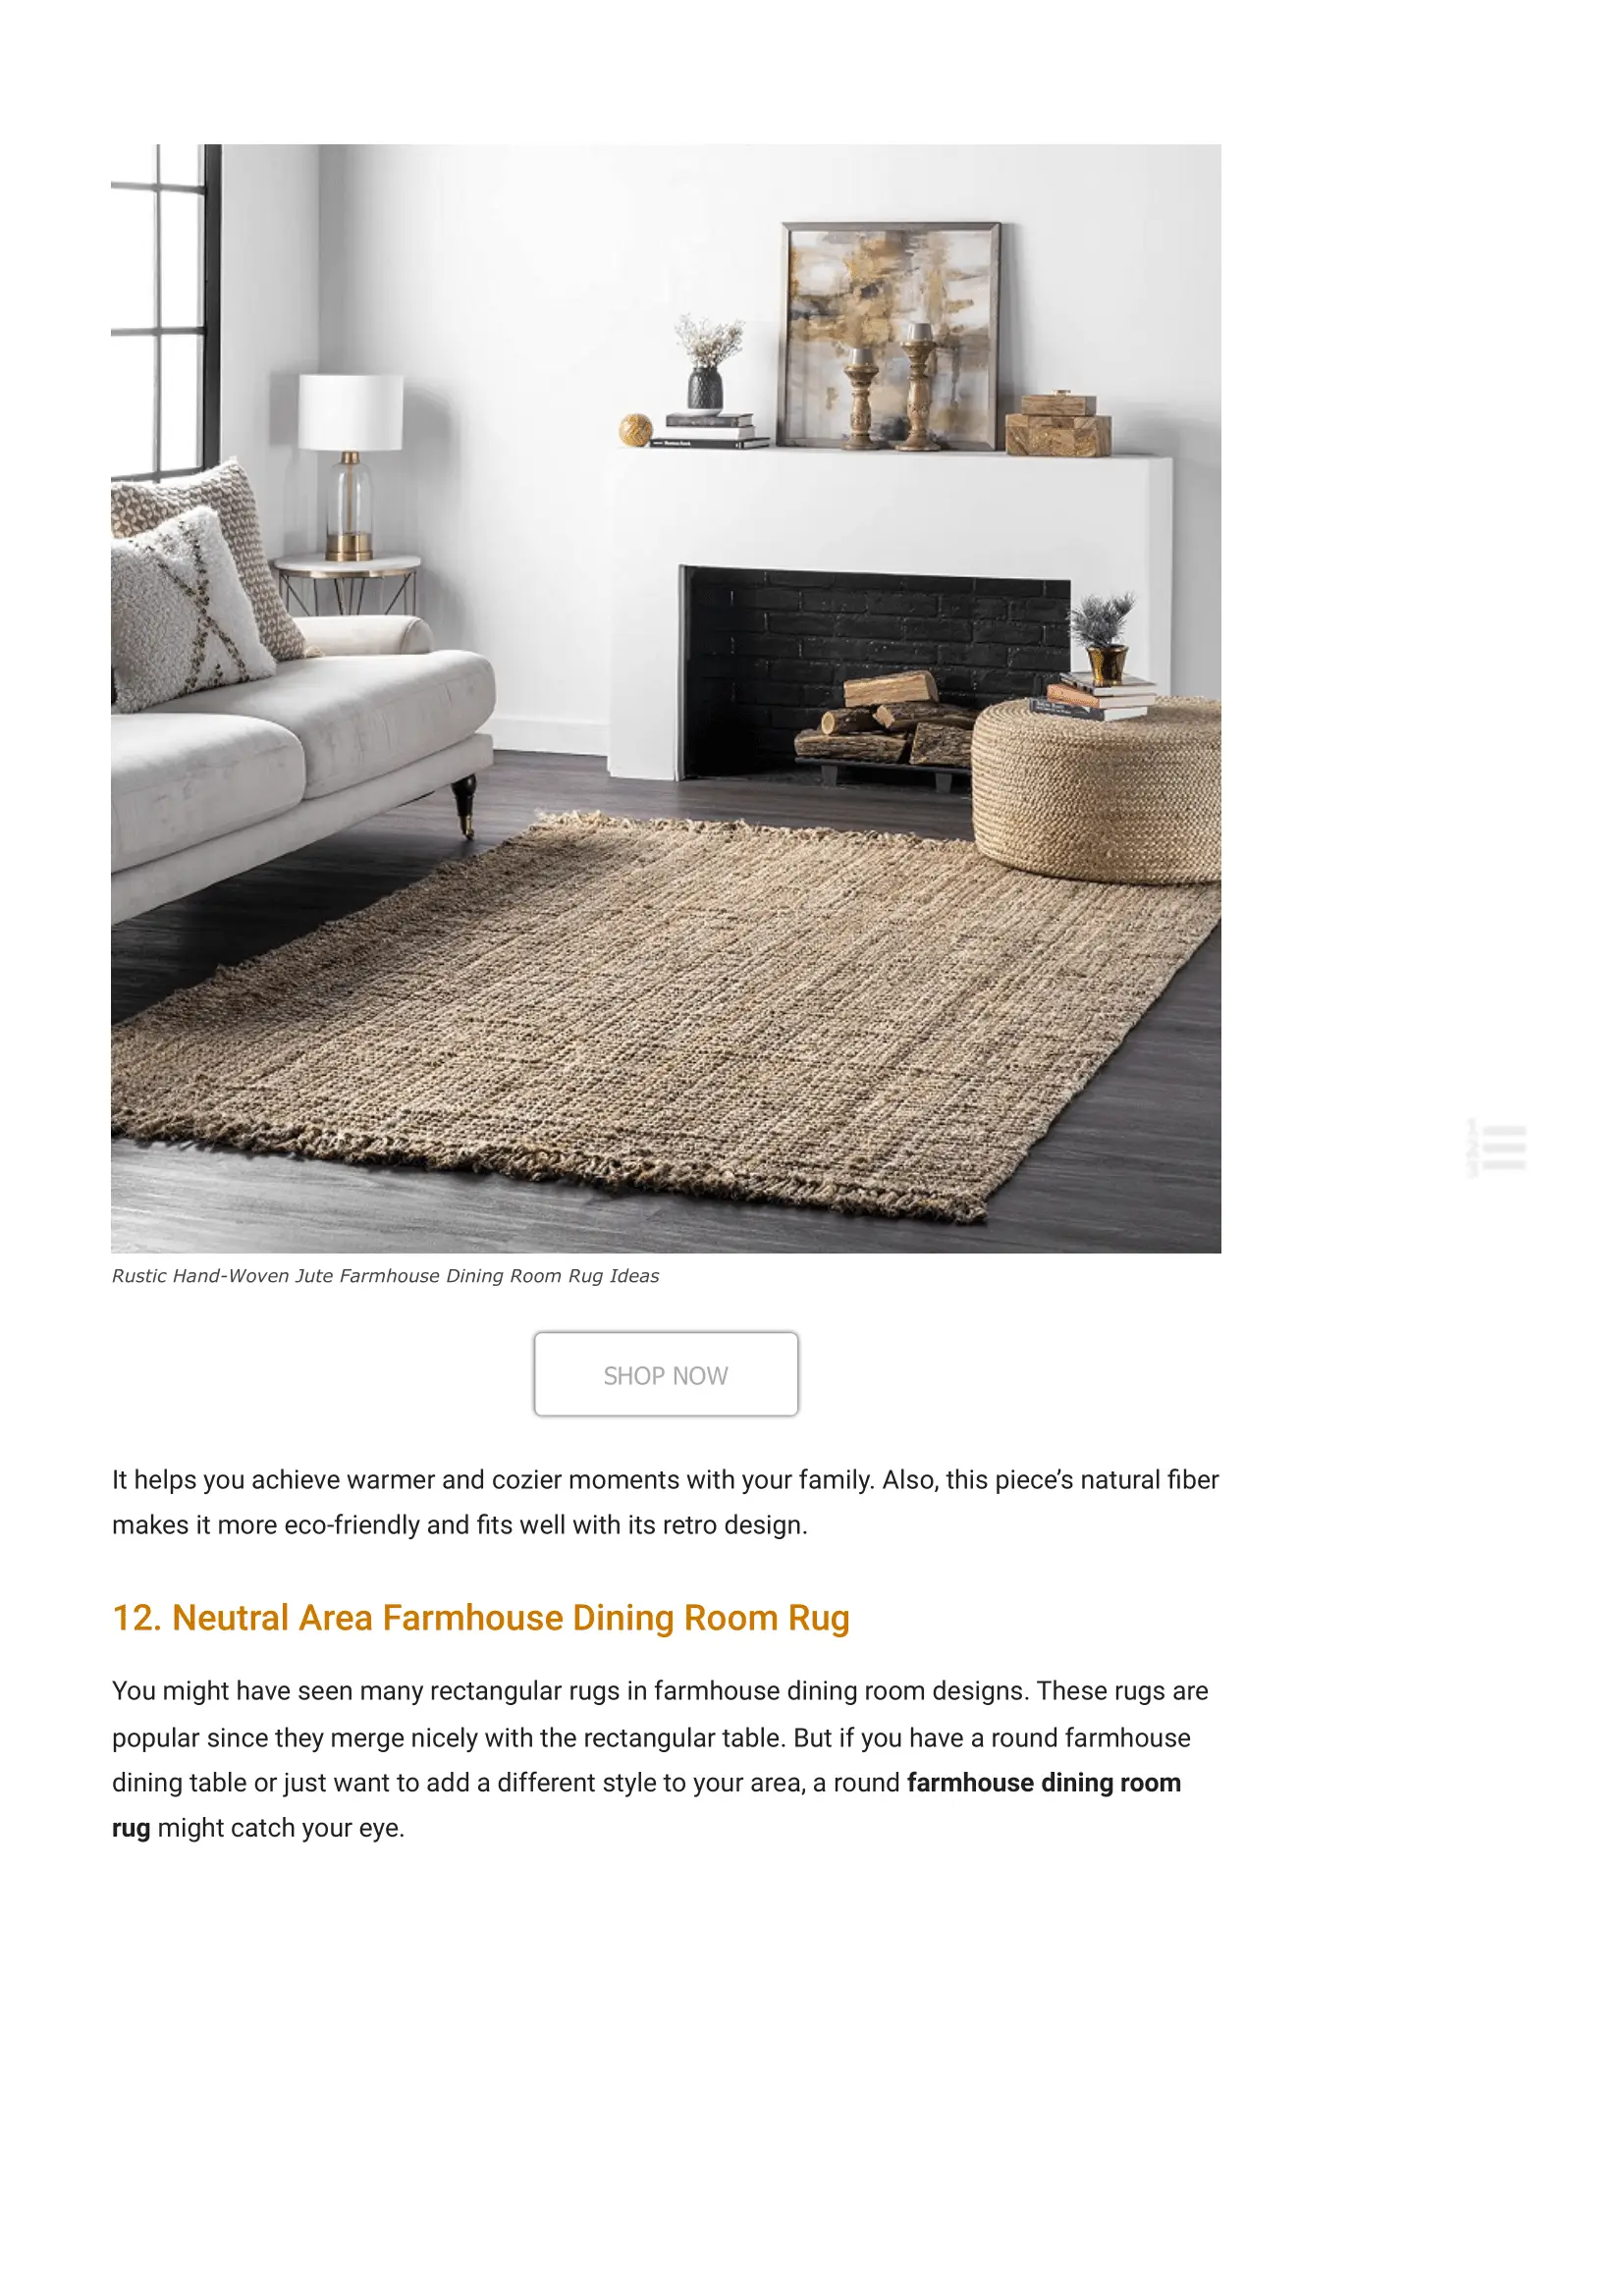 Rustic Hand-Woven Jute Farmhouse Dining Room Rug Ideas
SHOP NOW
It helps you achieve warmer and cozier moments with your family. Also, this piece’s natural fiber
makes it more eco-friendly and fits well with its retro design.
12. Neutral Area Farmhouse Dining Room Rug
You might have seen many rectangular rugs in farmhouse dining room designs. These rugs are
popular since they merge nicely with the rectangular table. But if you have a round farmhouse
dining table or just want to add a different style to your area, a round farmhouse dining room
rug might catch your eye.